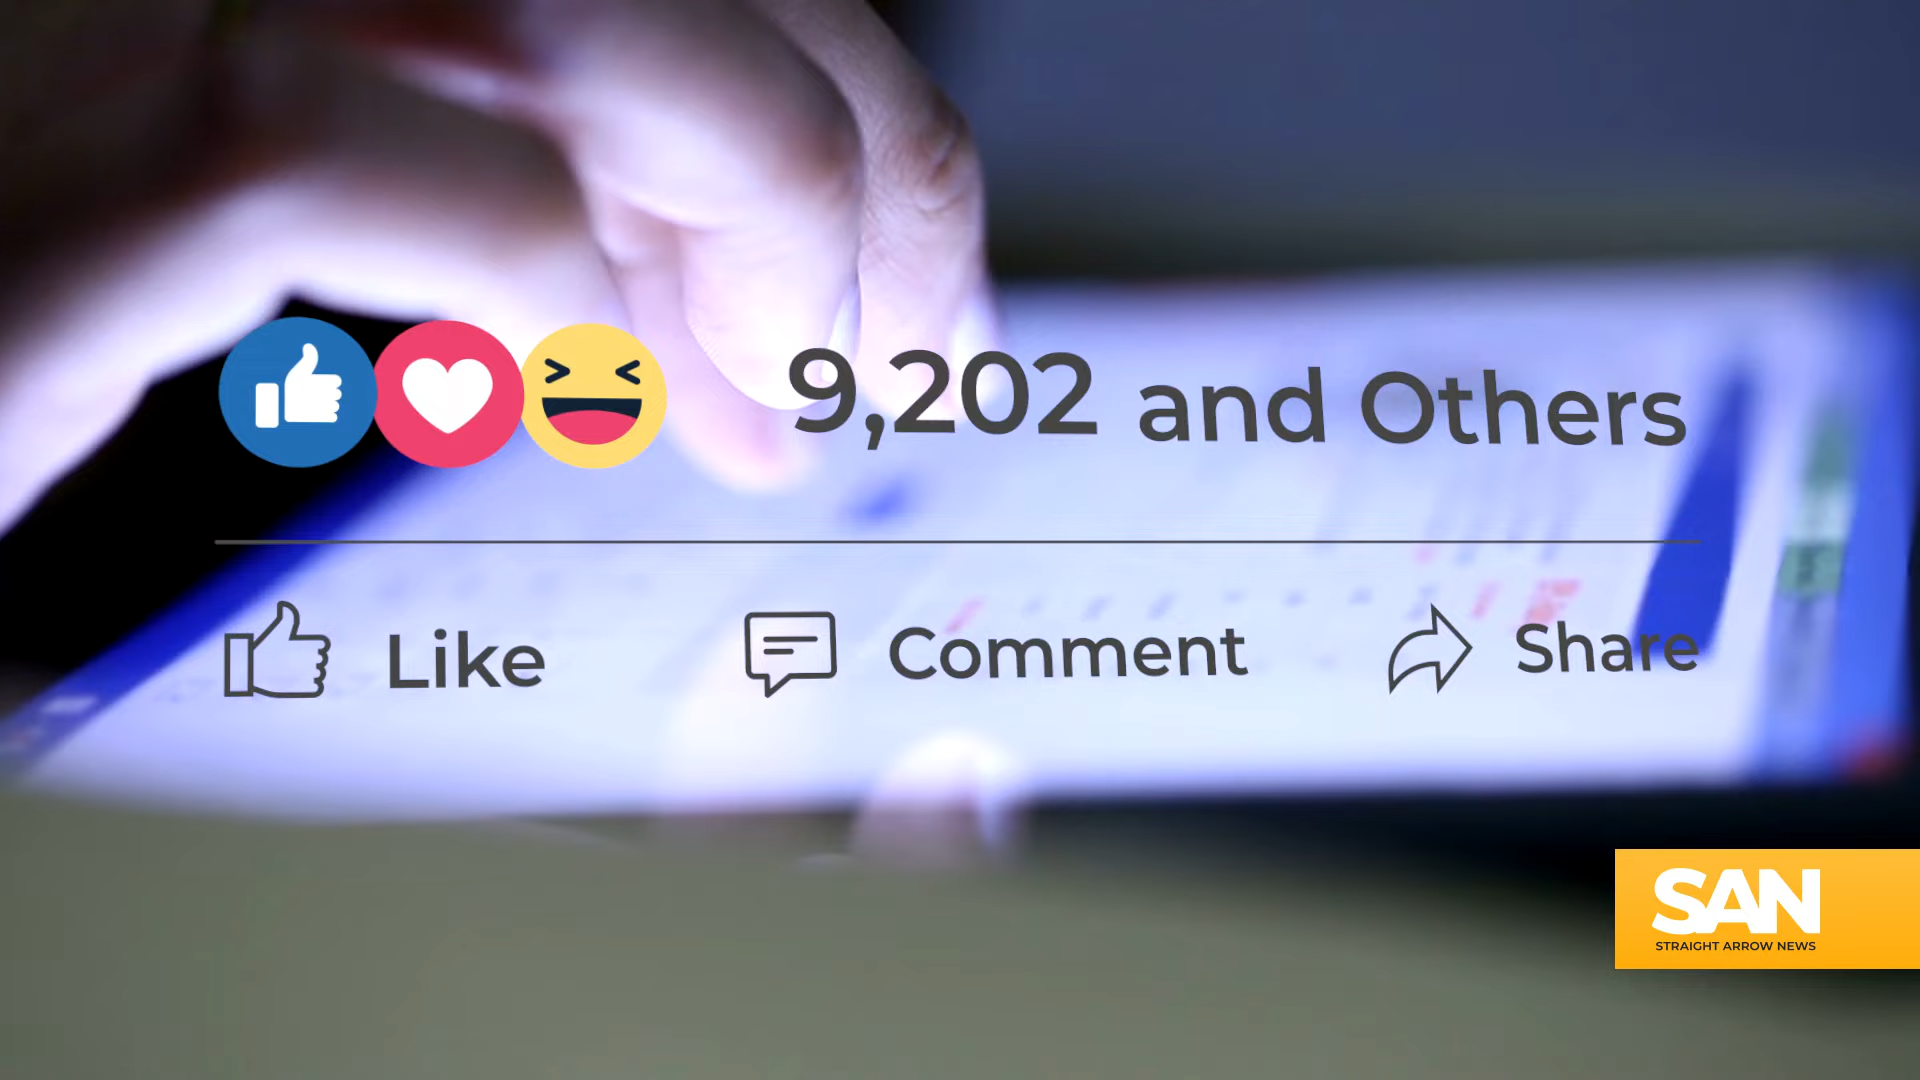 9,202 and Others
Like Comment Share
SAN
STRAIGHT ARROW NEWS